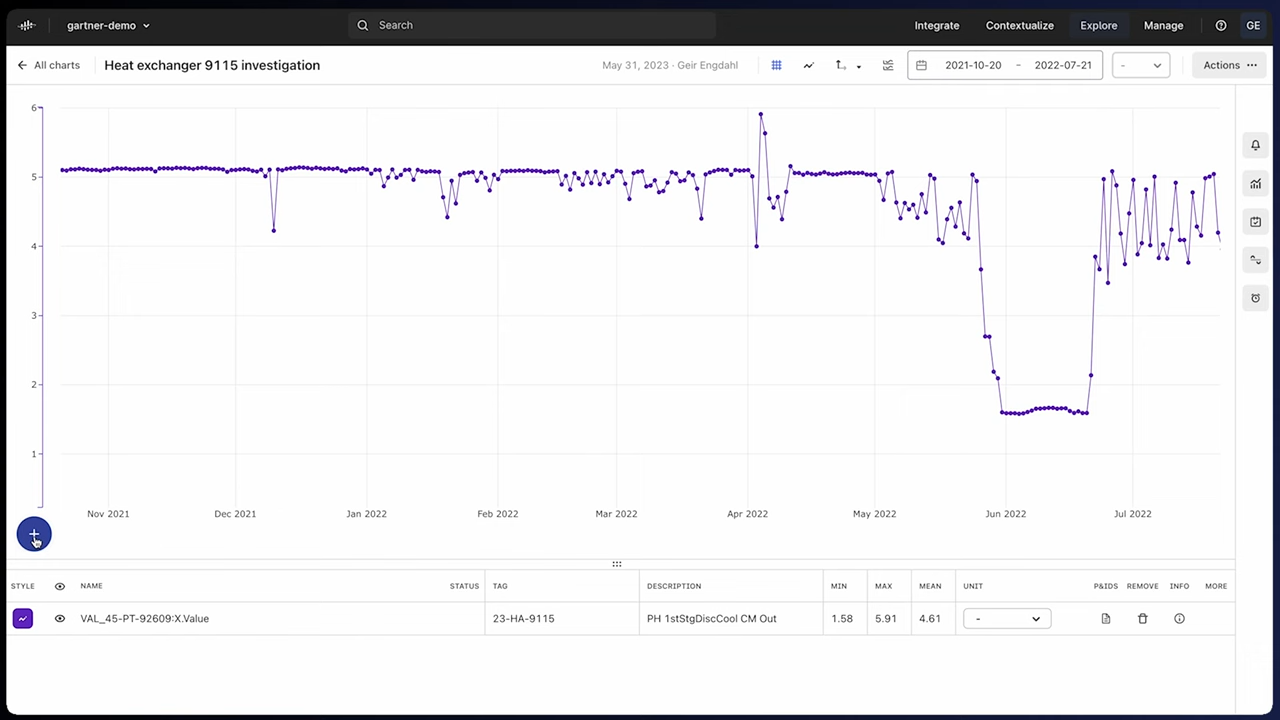 gartner-demo
Search
Integrate Contextualize Explore Manage GE
All charts Heat exchanger 9115 investigation May 31, 2023 · Geir Engdahl 2021-10-20 - 2022-07-21 - Actions
6
5
4
3
2
1
Nov 2021 Dec 2021 Jan 2022 Feb 2022 Mar 2022 Apr 2022 May 2022 Jun 2022 Jul 2022
STYLE NAME STATUS TAG DESCRIPTION MIN MAX MEAN UNIT P&IDS REMOVE INFO MORE
VAL_45-PT-92609:X.Value 23-HA-9115 PH 1stStgDiscCool CM Out 1.58 5.91 4.61 -